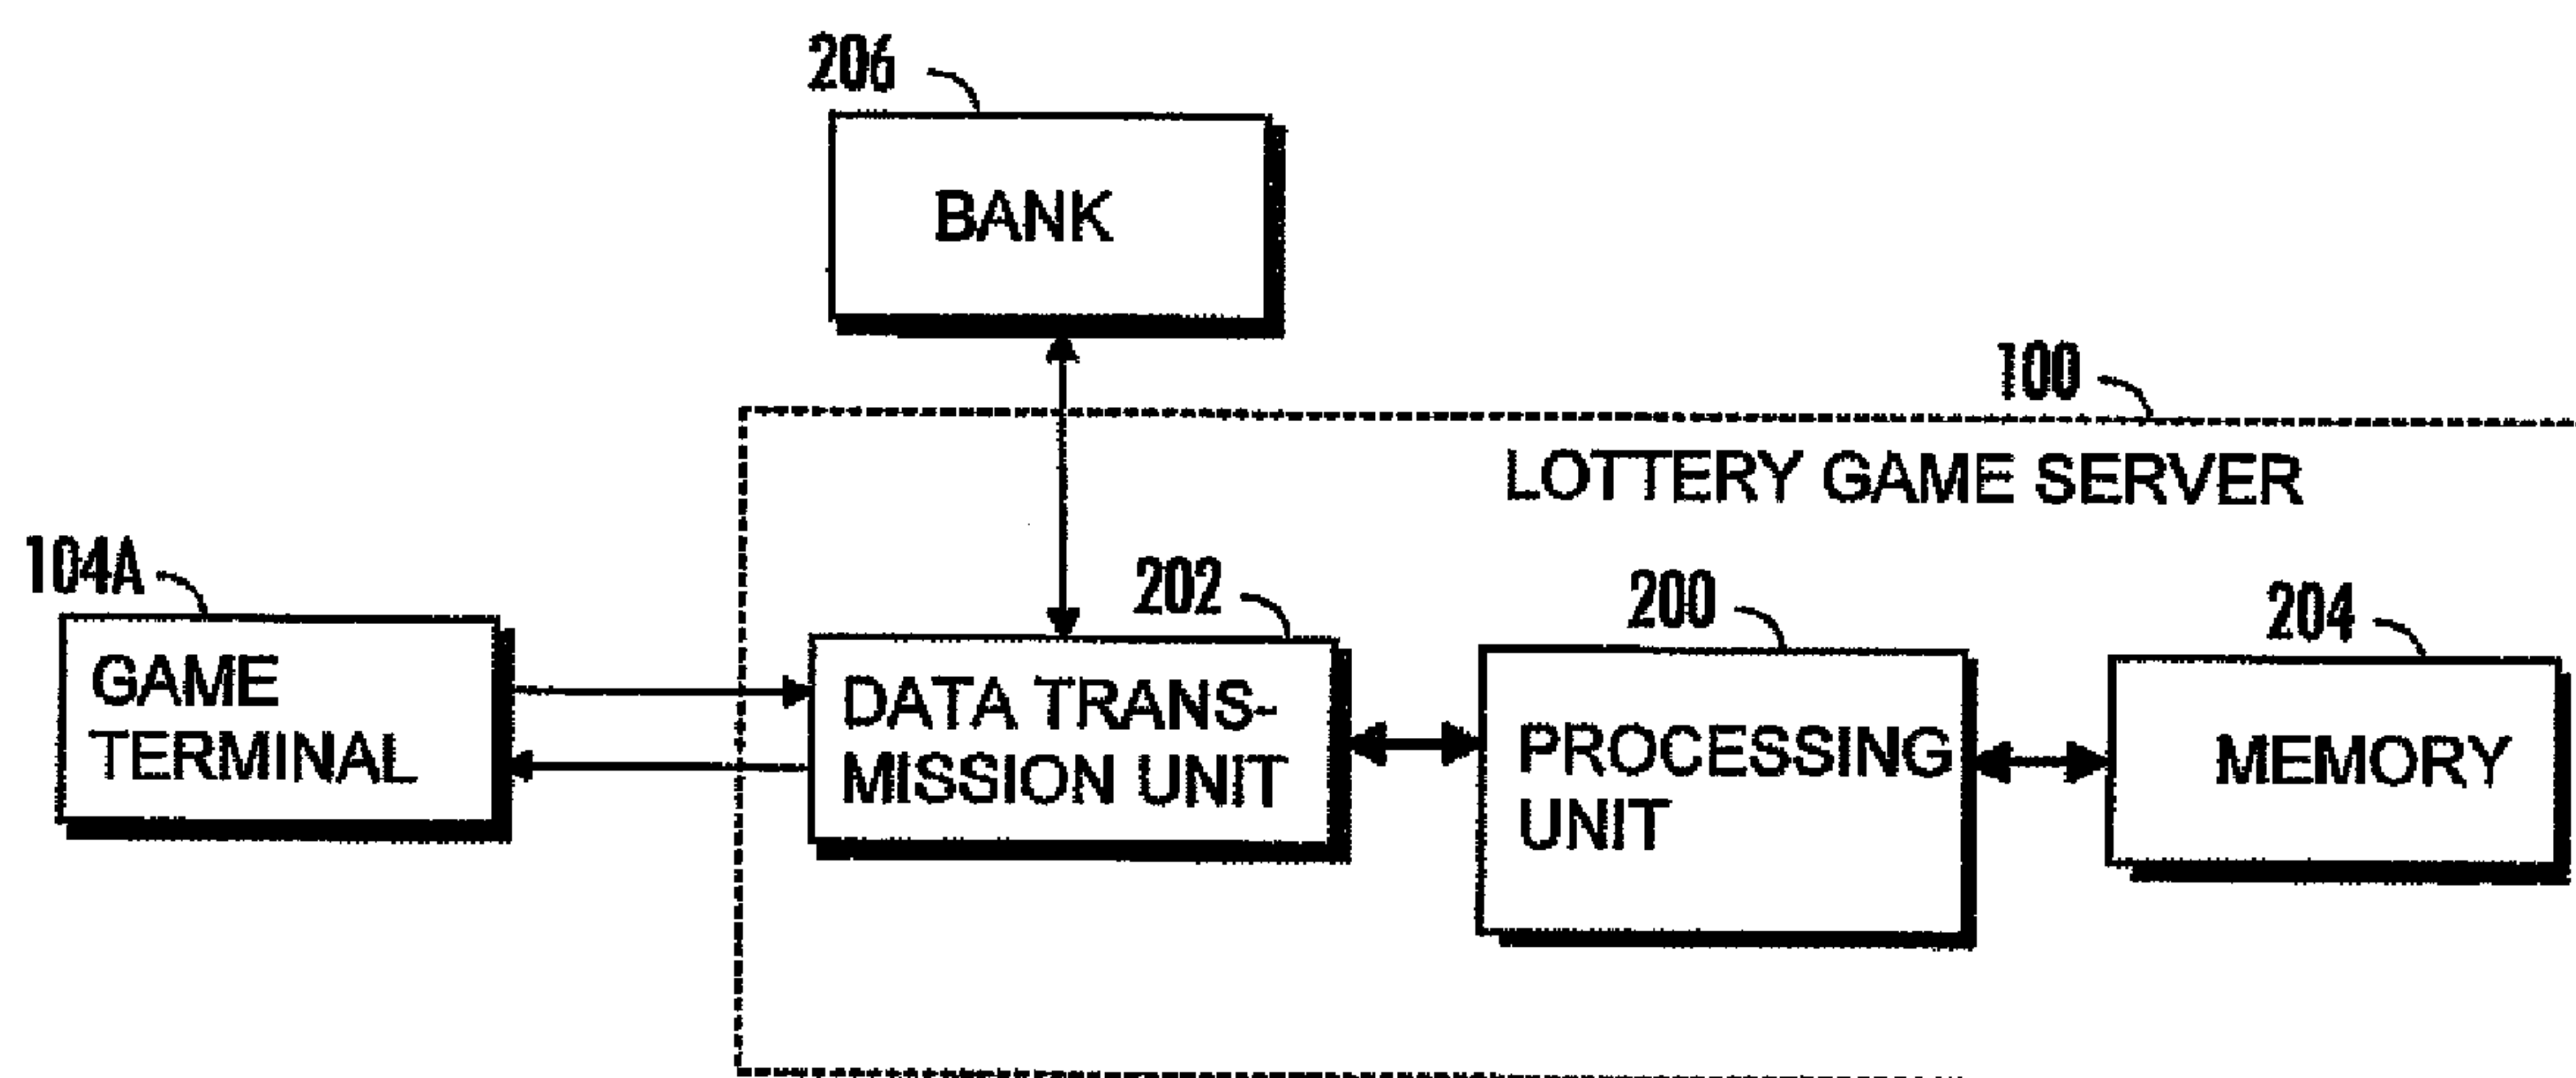 206
BANK
100
LOTTERY GAME SERVER
104A
GAME
TERMINAL
202
DATA TRANS-
MISSION UNIT
200
PROCESSING
UNIT
204
MEMORY